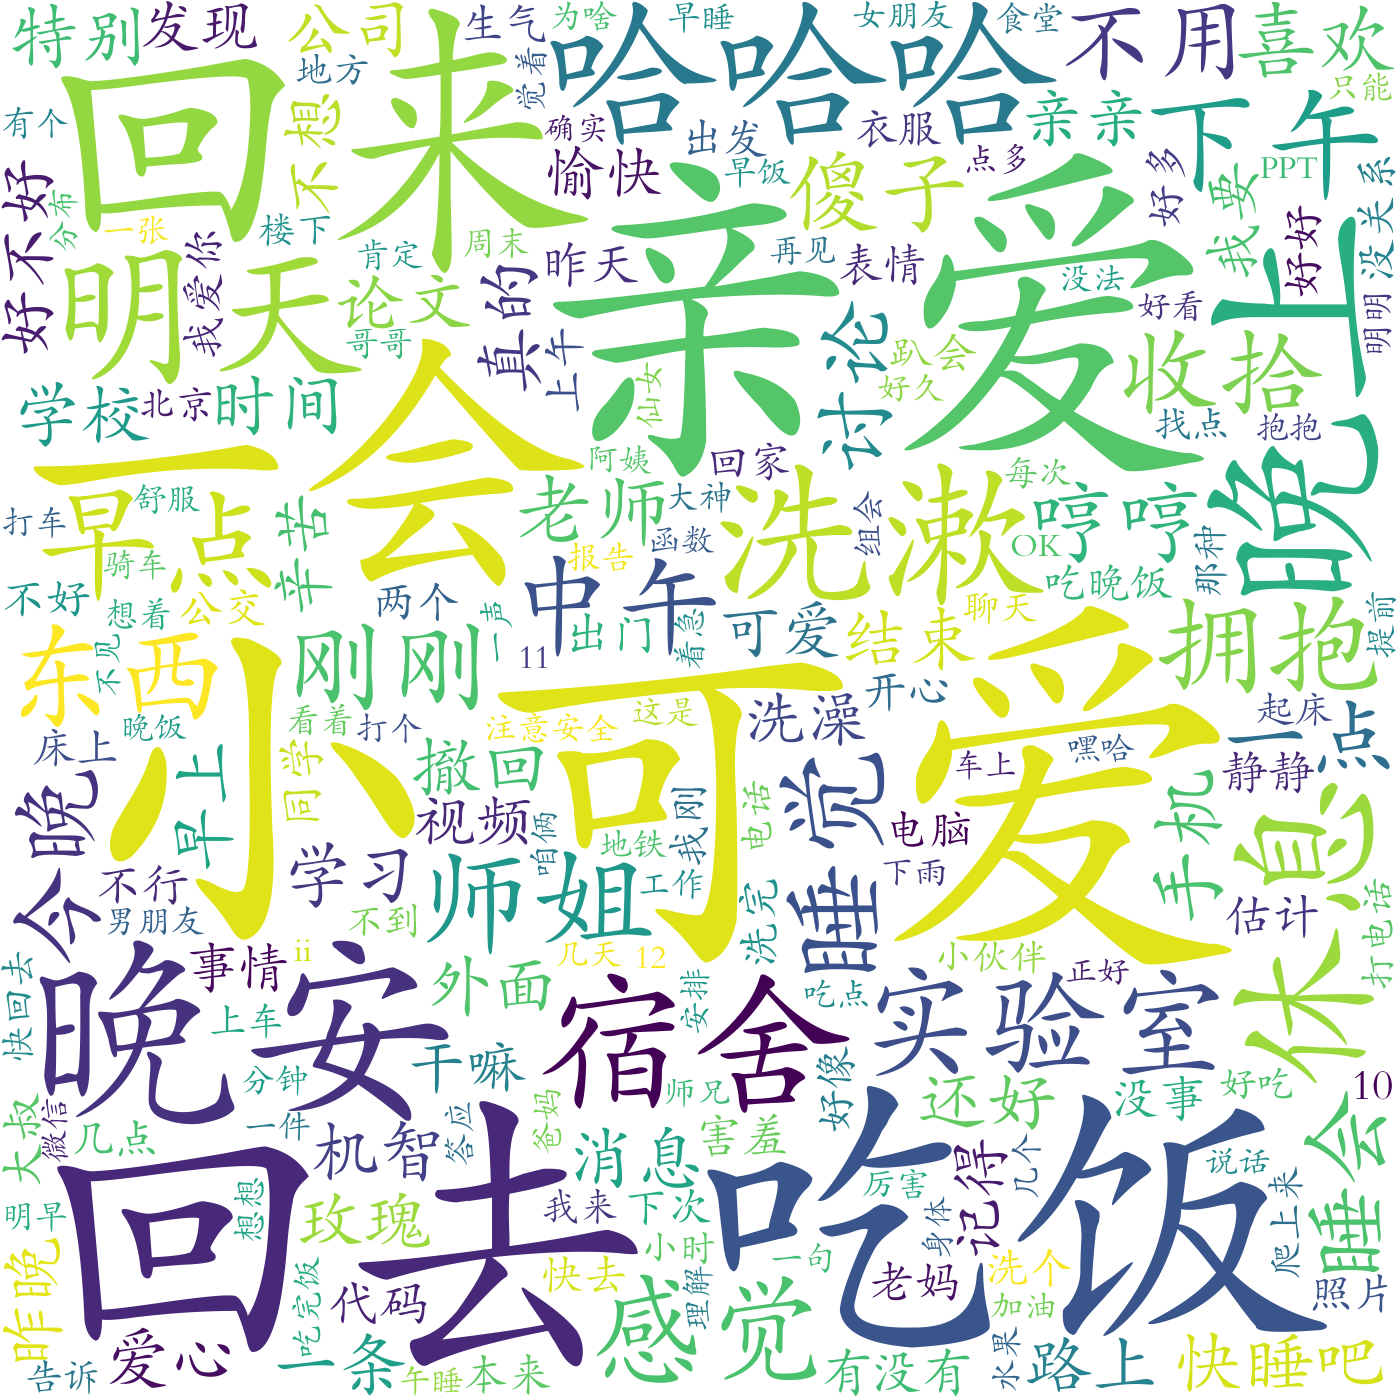 特别
发现
公司
生气
为啥
早睡
女朋友
食堂
不用
喜欢
地方
觉着
哈哈哈
只能
回来
不想
有个
确实
出发
衣服
亲亲
下午
愉快
早饭
傻子
点多
好多
我要
PPT
没关系
好不好
分布
一张
楼下
肯定
周末
昨天
再见
表情
没法
好看
好好
明明
明天
我爱你
论文
哥哥
真的
上午
亲爱
讨论
趴会
好久
收拾
晚上
学校
北京
时间
仙女
找点
抱抱
一会
阿姨
回家
早点
舒服
打车
骑车
辛苦
老师
大神
洗漱
组会
每次
哼哼
OK
那种
不好
想着
公交
报告
函数
两个
中午
吃晚饭
聊天
提前
东西
不见
刚刚
一声
11
出门
着急
可爱
结束
拥抱
晚饭
床上
看着
打个
注意安全
这是
洗澡
开心
起床
一点
小可爱
早上
同学
撤回
视频
咱俩
地铁
我刚
电话
睡觉
电脑
车上
嘿哈
下雨
静静
手机
休息
今晚
不行
男朋友
学习
不到
师姐
工作
洗完
估计
打电话
事情
ii
几天
12
小伙伴
正好
快回去
晚安
上车
外面
宿舍
安排
吃点
实验室
分钟
干嘛
师兄
好像
还好
没事
好吃
10
大叔
微信
几点
一件
机智
答应
爸妈
消息
害羞
吃饭
厉害
记得
几个
说话
睡会
明早
想想
回去
玫瑰
我来
下次
小时
一句
身体
爬上来
昨晚
吃完饭
代码
快去
感觉
理解
老妈
洗个
加油
照片
告诉
爱心
一条
午睡
本来
有没有
水果
路上
快睡吧